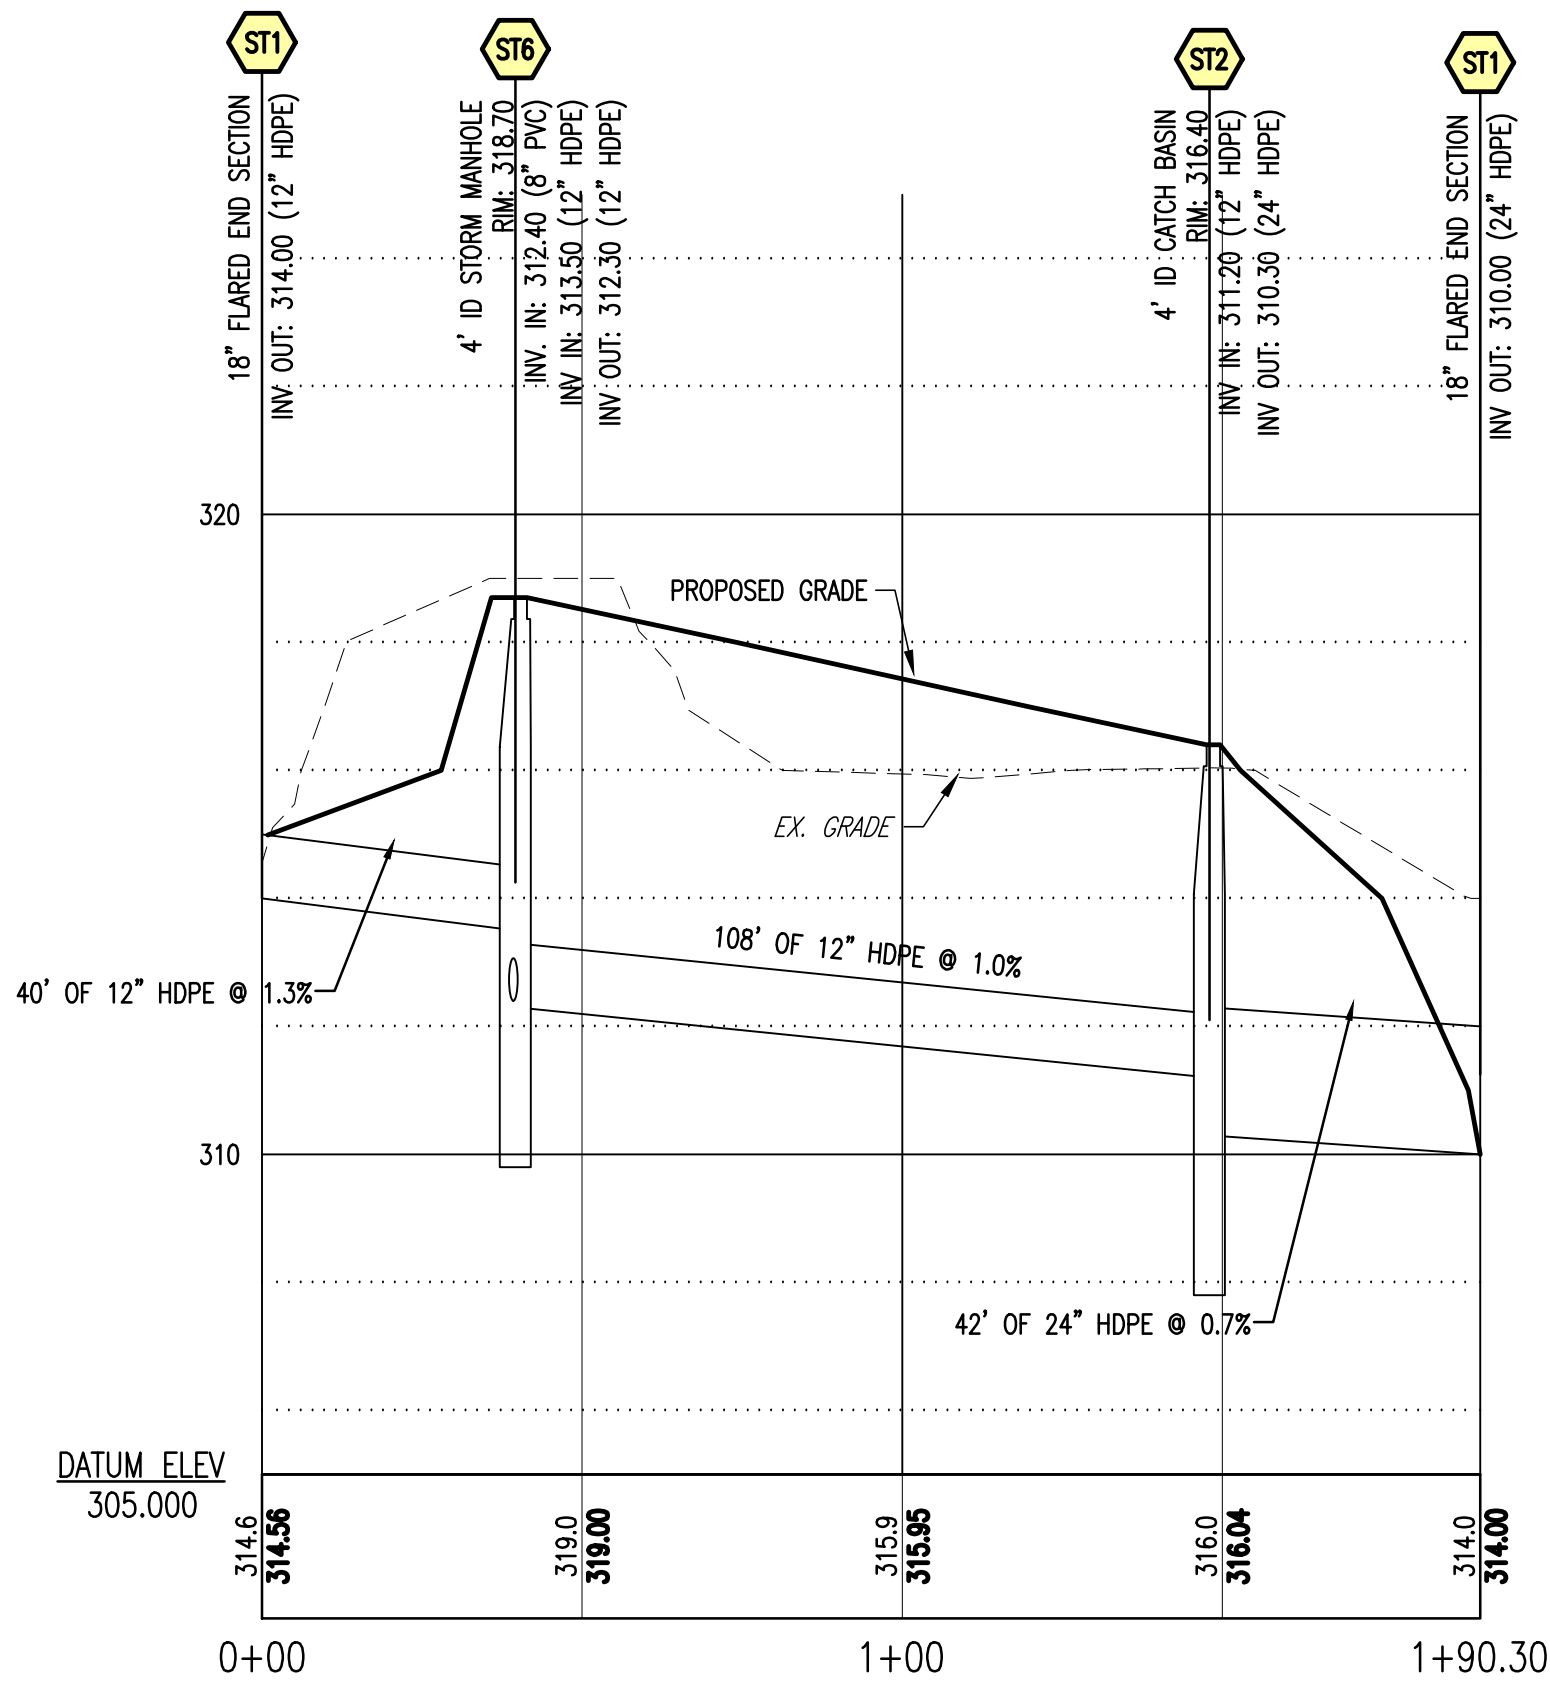 ST1
ST6
ST2
ST1
18" FLARED END SECTION
INV OUT: 314.00 (12" HDPE)
4' ID STORM MANHOLE
RIM: 318.70
INV. IN: 312.40 (8" PVC)
INV IN: 313.50 (12" HDPE)
INV OUT: 312.30 (12" HDPE)
4' ID CATCH BASIN
RIM: 316.40
INV IN: 311.20 (12" HDPE)
INV OUT: 310.30 (24" HDPE)
18" FLARED END SECTION
INV OUT: 310.00 (24" HDPE)
320
PROPOSED GRADE
EX. GRADE
108' OF 12" HDPE @ 1.0%
40' OF 12" HDPE @ 1.3%
310
42' OF 24" HDPE @ 0.7%
DATUM ELEV
305.000
314.6
314.56
319.0
319.00
315.9
315.95
316.0
316.04
314.0
314.00
0+00
1+00
1+90.30